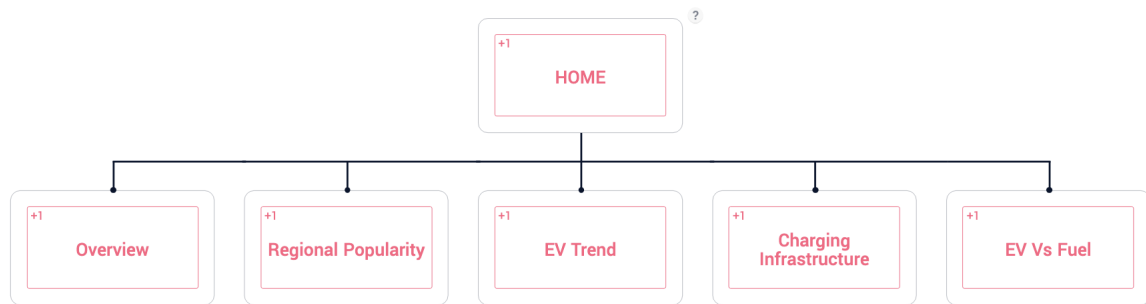 ?
+1
HOME
+1
Overview
+1
Regional Popularity
+1
EV Trend
+1
Charging
Infrastructure
+1
EV Vs Fuel